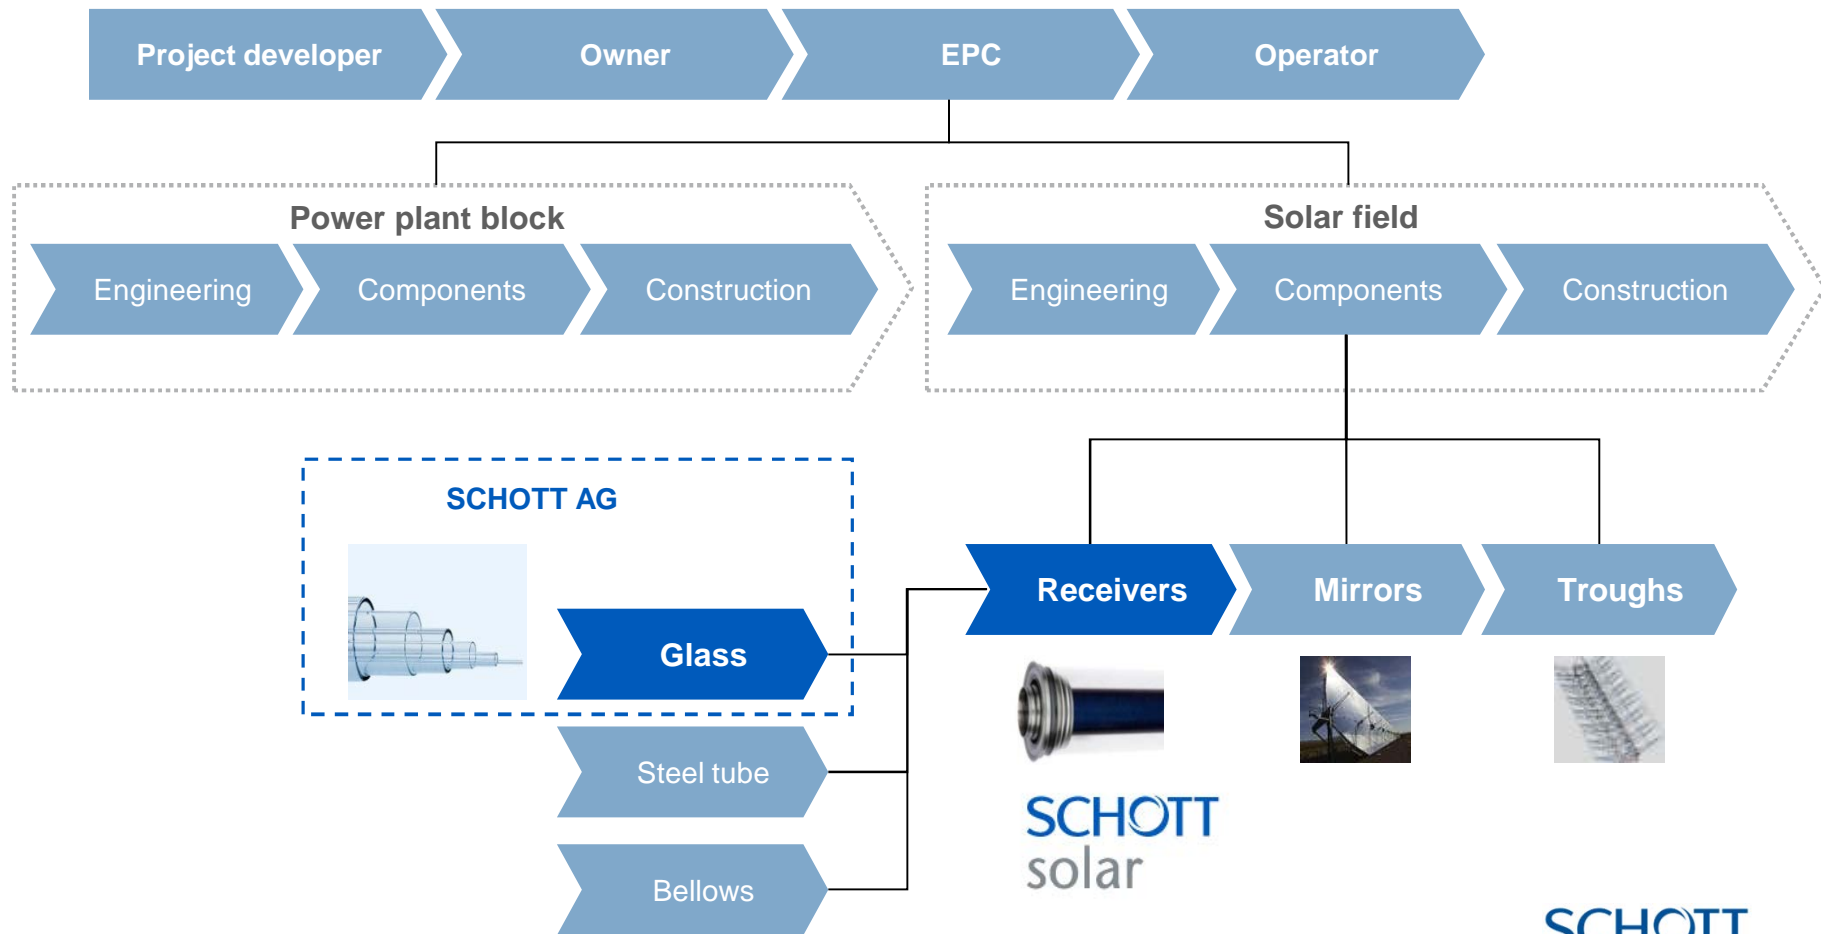 Project developer
Owner
EPC
Operator
Power plant block
Solar field
Engineering
Components
Construction
Engineering
Components
Construction
SCHOTT AG
Receivers
Mirrors
Troughs
Glass
Steel tube
Bellows
SCHOTT
solar
SCHOTT